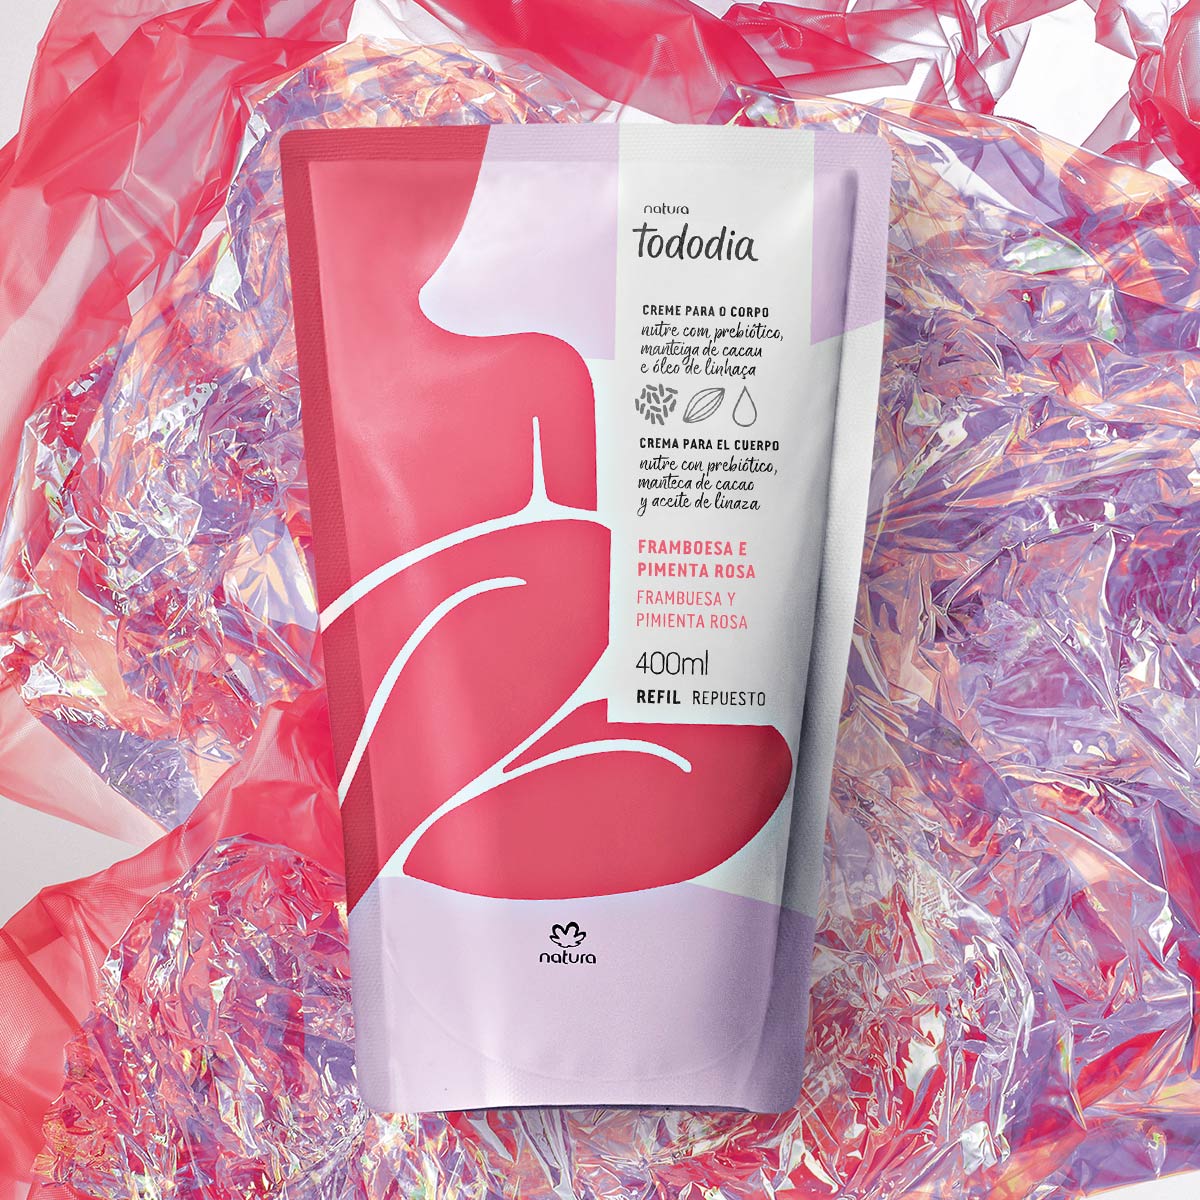 natura
Tododia
CREME PARA O CORPO
nutre com prebiótico,
manteiga de cacau
e óleo de linhaça
CREMA PARA EL CUERPO
nutre con prebiótico,
manteca de cacao
y aceite de linaza
FRAMBOESA E
PIMENTA ROSA
FRAMBUESA Y
PIMIENTA ROSA
400ml
REFIL REPUESTO
natura